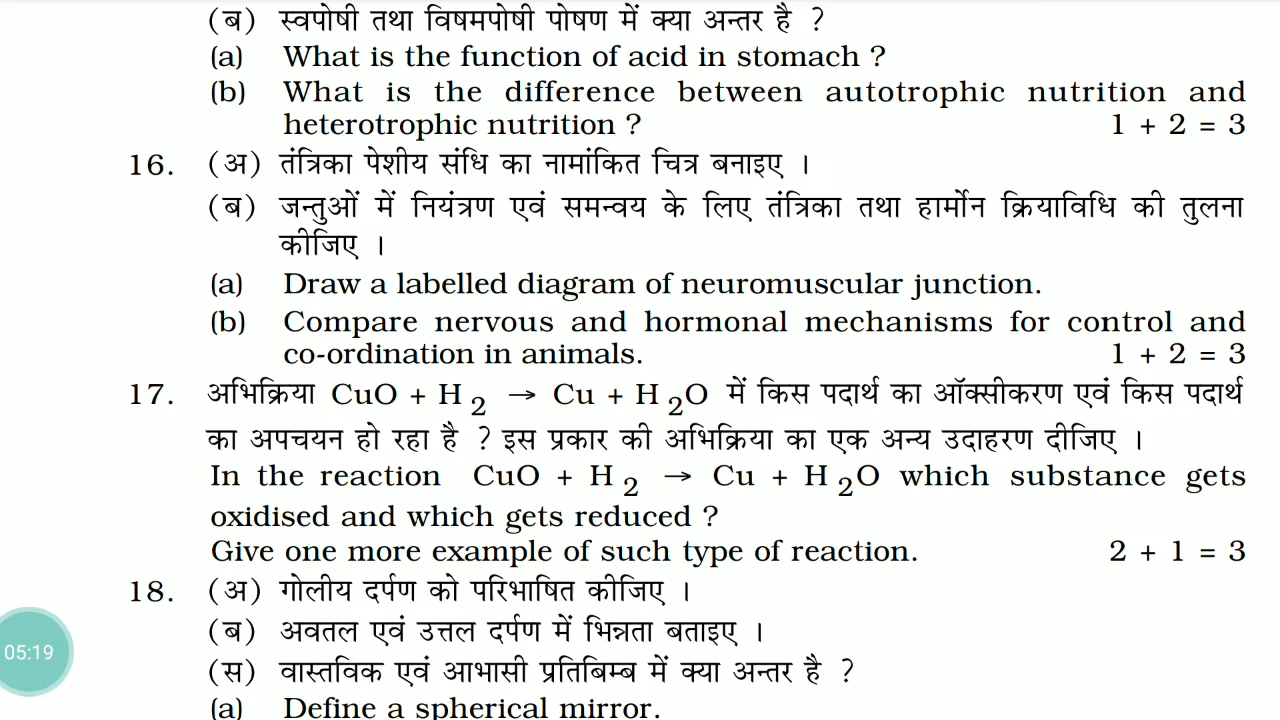 (ब) स्वपोषी तथा विषमपोषी पोषण में क्या अन्तर है ?
(a) What is the function of acid in stomach ?
(b) What is the difference between autotrophic nutrition and
heterotrophic nutrition ? 1 + 2 = 3
16. (अ) तंत्रिका पेशीय संधि का नामांकित चित्र बनाइए ।
(ब) जन्तुओं में नियंत्रण एवं समन्वय के लिए तंत्रिका तथा हार्मोन क्रियाविधि की तुलना
कीजिए ।
(a) Draw a labelled diagram of neuromuscular junction.
(b) Compare nervous and hormonal mechanisms for control and
co-ordination in animals. 1 + 2 = 3
17. अभिक्रिया CuO + H₂ → Cu + H₂O में किस पदार्थ का ऑक्सीकरण एवं किस पदार्थ
का अपचयन हो रहा है ? इस प्रकार की अभिक्रिया का एक अन्य उदाहरण दीजिए ।
In the reaction CuO + H₂ → Cu + H₂O which substance gets
oxidised and which gets reduced ?
Give one more example of such type of reaction. 2 + 1 = 3
18. (अ) गोलीय दर्पण को परिभाषित कीजिए ।
(ब) अवतल एवं उत्तल दर्पण में भिन्नता बताइए ।
05:19
(स) वास्तविक एवं आभासी प्रतिबिम्ब में क्या अन्तर है ?
(a) Define a spherical mirror.